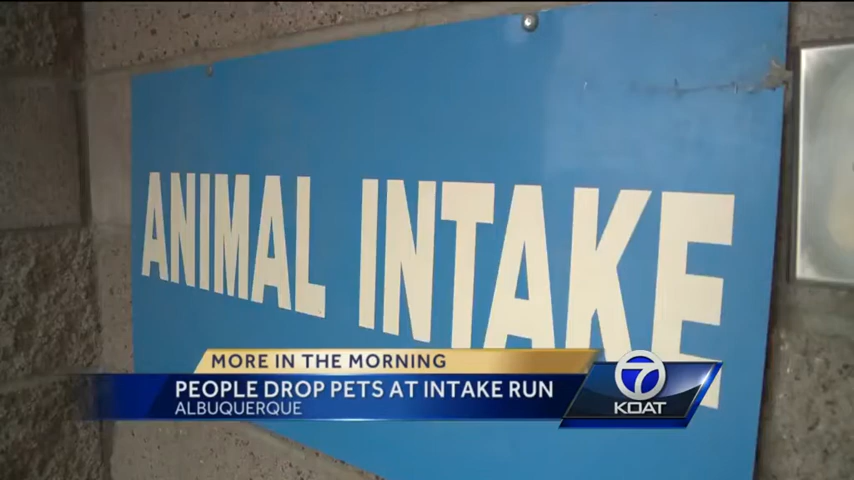 ANIMAL INTAKE
MORE IN THE MORNING
PEOPLE DROP PETS AT INTAKE RUN
ALBUQUERQUE
7
KOAT